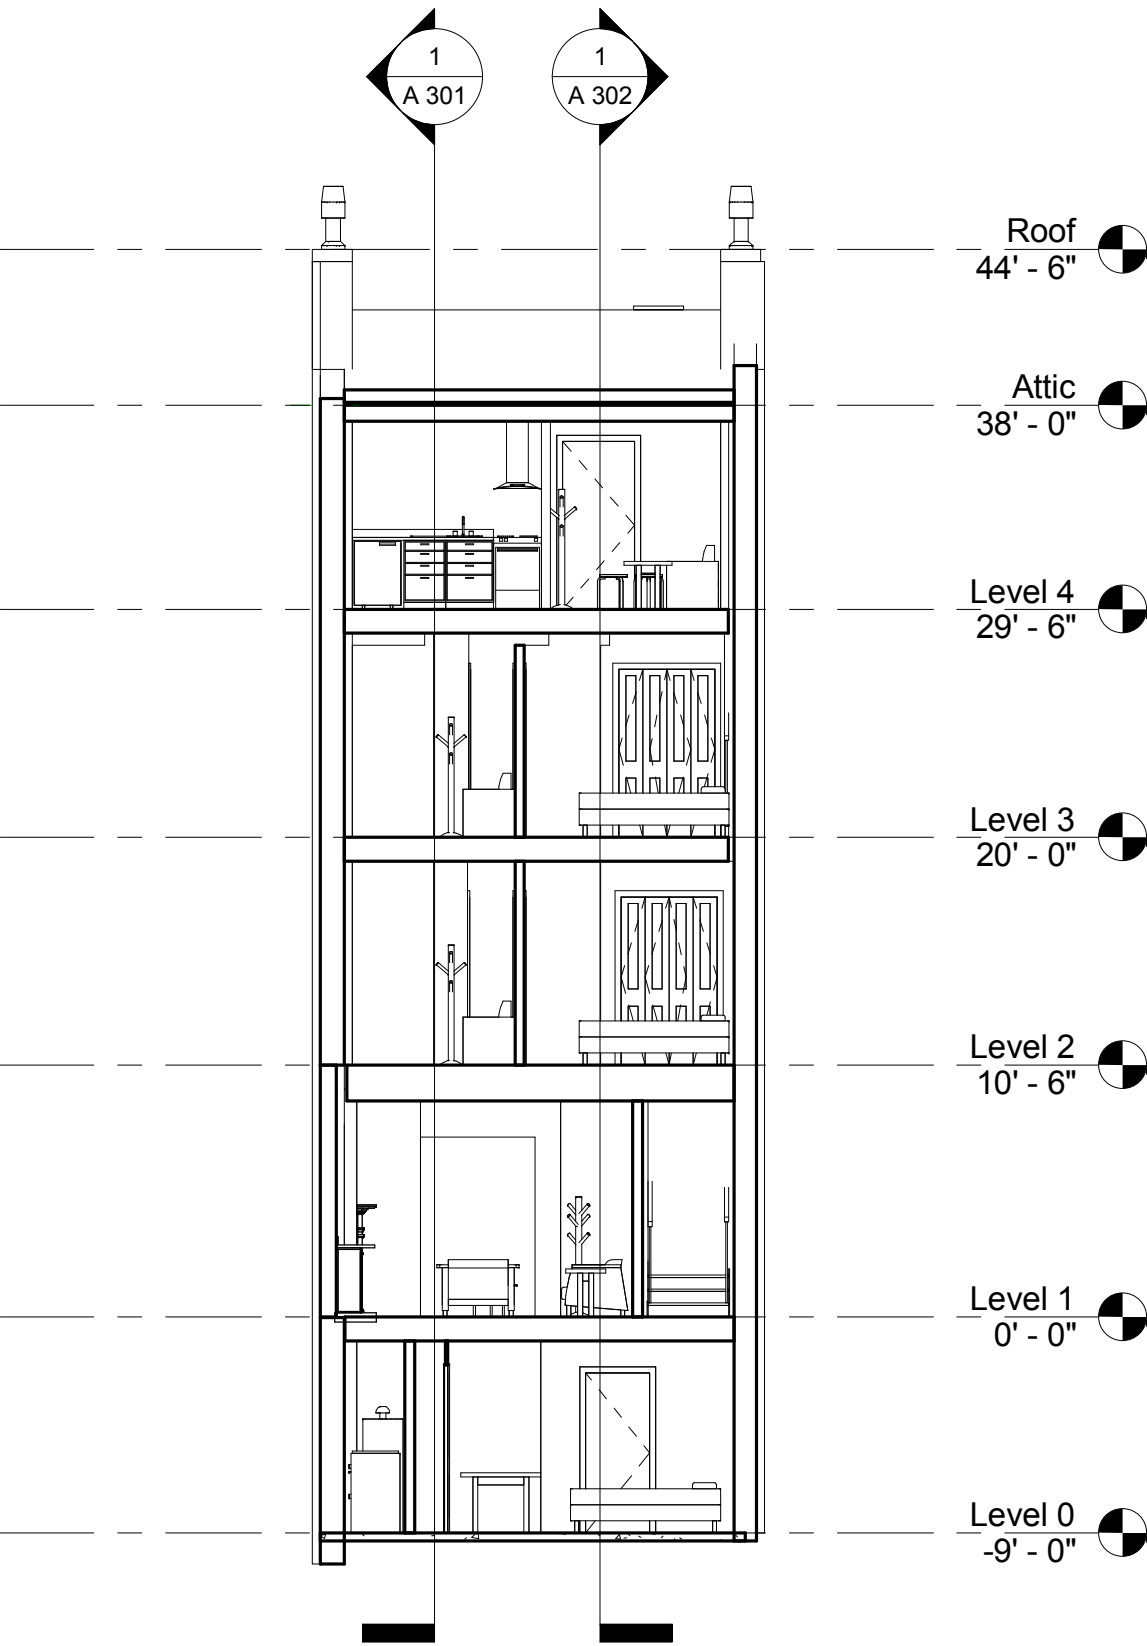 1
A 301
1
A 302
Roof
44' - 6"
Attic
38' - 0"
Level 4
29' - 6"
Level 3
20' - 0"
Level 2
10' - 6"
Level 1
0' - 0"
Level 0
-9' - 0"